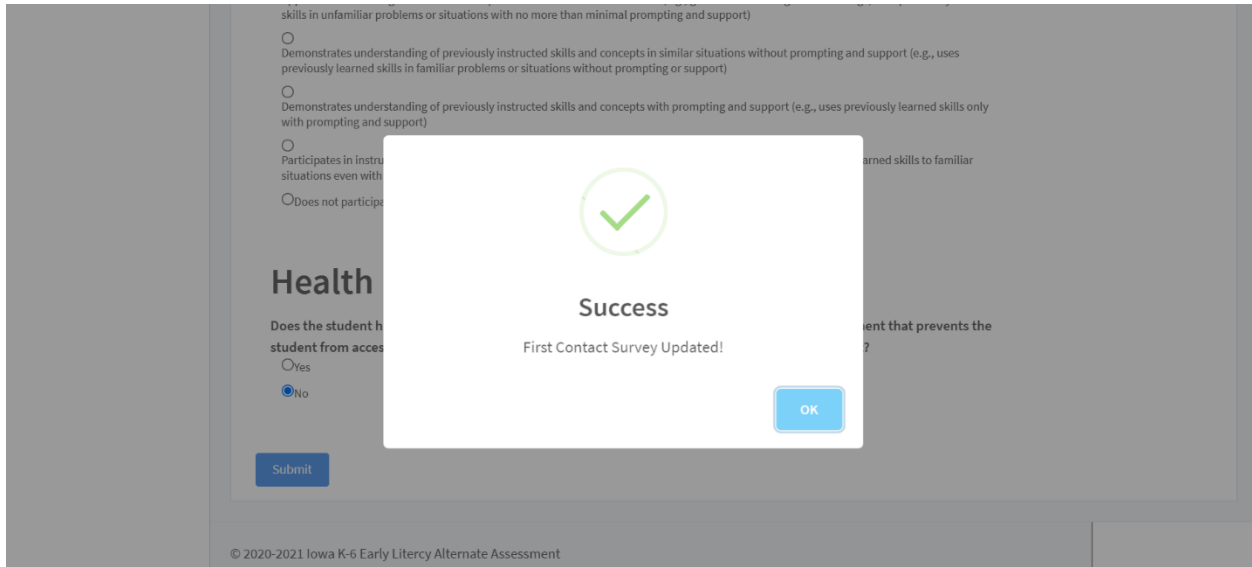 skills in unfamiliar problems or situations with no more than minimal prompting and support)
Demonstrates understanding of previously instructed skills and concepts in similar situations without prompting and support (e.g., uses
previously learned skills in familiar problems or situations without prompting or support)
Demonstrates understanding of previously instructed skills and concepts with prompting and support (e.g., uses previously learned skills only
with prompting and support)
Participates in instru arned skills to familiar
situations even with
Does not participa
Health
Does the student h ent that prevents the
student from acces ?
Yes
No
Success
First Contact Survey Updated!
OK
Submit
© 2020-2021 Iowa K-6 Early Litercy Alternate Assessment